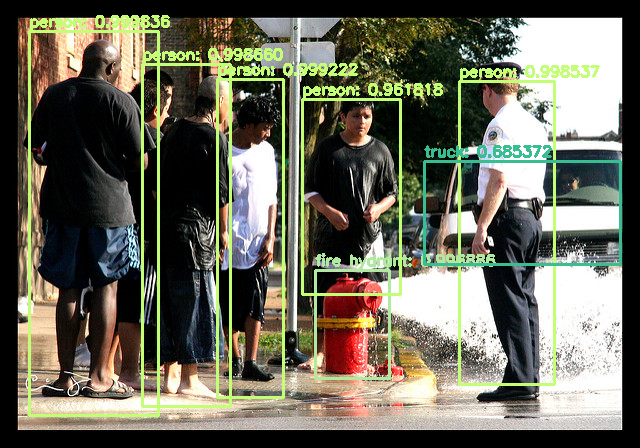 person: 0.999836
person: 0.998660
person: 0.999222
person: 0.961818
person: 0.998537
truck: 0.685372
fire hydrant: